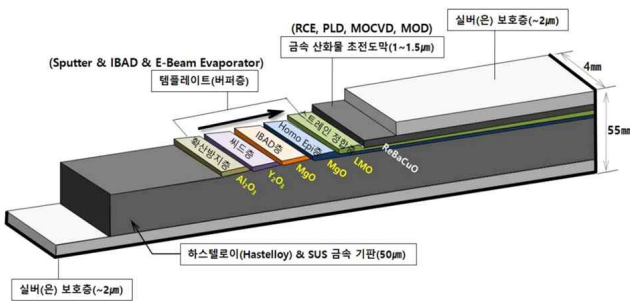 (RCE, PLD, MOCVD, MOD)
실버(은) 보호층(~2㎛)
금속 산화물 초전도막(1~1.5㎛)
4mm
(Sputter & IBAD & E-Beam Evaporator)
템플레이트(버퍼층)
55mm
확산방지층
씨드층
IBAD층
Homo Epi층
스트레인 정합층
Al₂O₃
Y₂O₃
MgO
MgO
LMO
ReBaCuO
하스텔로이(Hastelloy) & SUS 금속 기판(50㎛)
실버(은) 보호층(~2㎛)